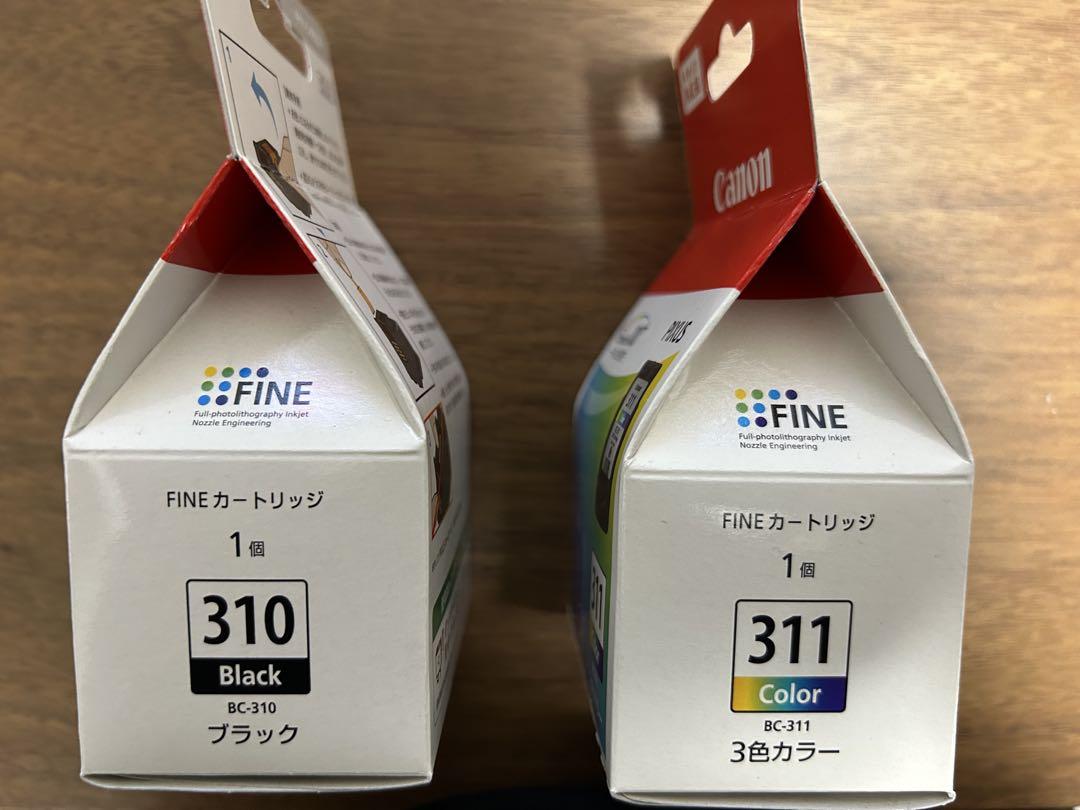 FINE
Full-photolithography Inkjet
Nozzle Engineering
FINEカートリッジ
1個
310
Black
BC-310
ブラック
Canon
PIXUS
311
FINE
Full-photolithography Inkjet
Nozzle Engineering
FINEカートリッジ
1個
311
Color
BC-311
3色カラー